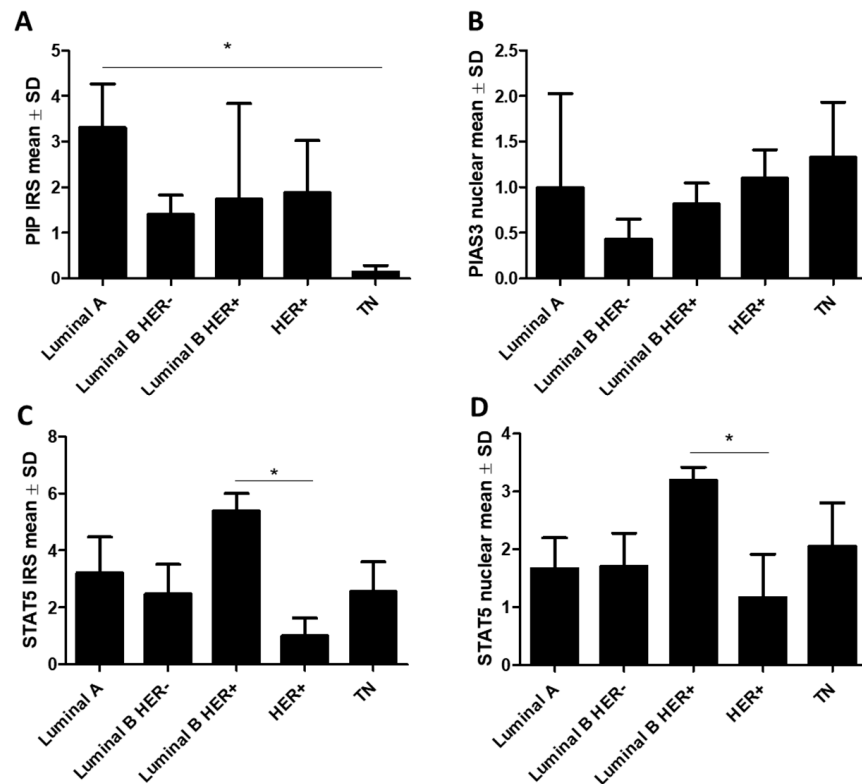 A
PIP IRS mean ± SD
5
4
3
2
1
0
*
Luminal A
Luminal B HER-
Luminal B HER+
HER+
TN
B
PIAS3 nuclear mean ± SD
2.5
2.0
1.5
1.0
0.5
0.0
Luminal A
Luminal B HER-
Luminal B HER+
HER+
TN
C
STAT5 IRS mean ± SD
8
6
4
2
0
*
Luminal A
Luminal B HER-
Luminal B HER+
HER+
TN
D
STAT5 nuclear mean ± SD
4
3
2
1
0
*
Luminal A
Luminal B HER-
Luminal B HER+
HER+
TN